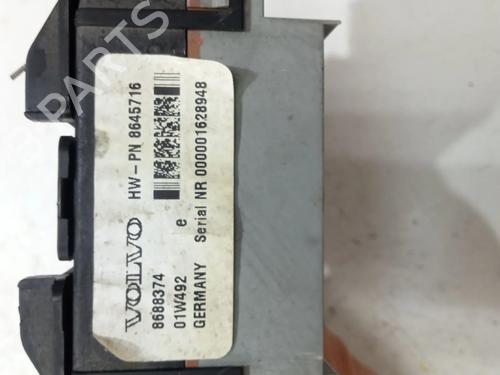 VOLVO HW-PN 8645716
8688374
01W492 e
GERMANY Serial NR 000001628948
PARTS